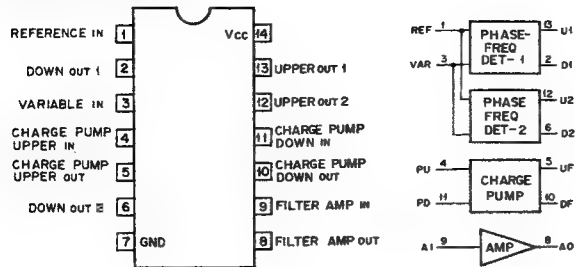 REFERENCE IN 1
Vcc 14
DOWN OUT 1 2
13 UPPER OUT 1
VARIABLE IN 3
12 UPPER OUT 2
CHARGE PUMP
UPPER IN 4
11 CHARGE PUMP
DOWN IN
CHARGE PUMP
UPPER OUT 5
10 CHARGE PUMP
DOWN OUT
DOWN OUT 2 6
9 FILTER AMP IN
7 GND
8 FILTER AMP OUT
REF 1
PHASE-
FREQ
DET-1
13 U1
VAR 3
2 D1
PHASE
FREQ
DET-2
12 U2
6 D2
PU 4
CHARGE
PUMP
5 UF
PD 11
10 DF
A1 9
AMP
8 AO